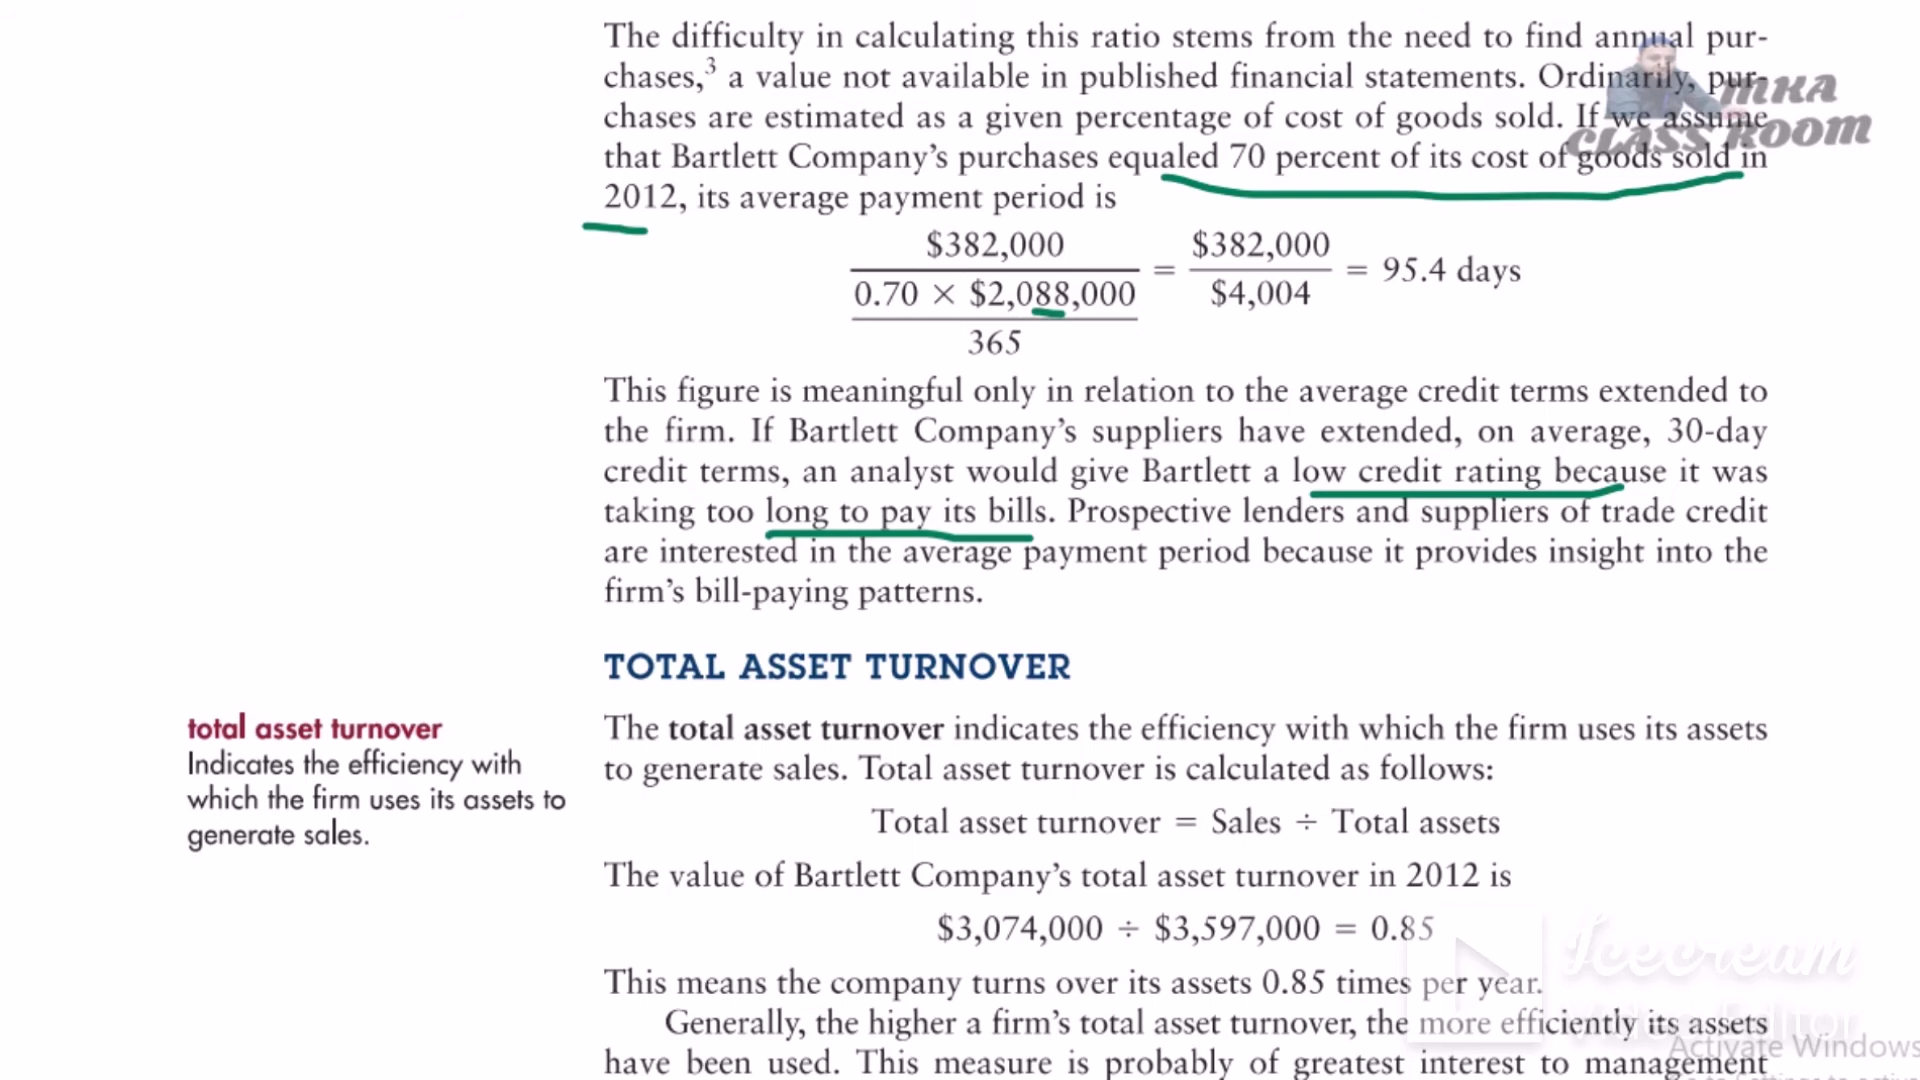 The difficulty in calculating this ratio stems from the need to find annual pur-
chases,3 a value not available in published financial statements. Ordinarily, pur-
chases are estimated as a given percentage of cost of goods sold. If we assume
that Bartlett Company's purchases equaled 70 percent of its cost of goods sold in
2012, its average payment period is
MKA
CLASS ROOM
$382,000 / (0.70 × $2,088,000 / 365) = $382,000 / $4,004 = 95.4 days
This figure is meaningful only in relation to the average credit terms extended to
the firm. If Bartlett Company's suppliers have extended, on average, 30-day
credit terms, an analyst would give Bartlett a low credit rating because it was
taking too long to pay its bills. Prospective lenders and suppliers of trade credit
are interested in the average payment period because it provides insight into the
firm's bill-paying patterns.
TOTAL ASSET TURNOVER
total asset turnover
Indicates the efficiency with
which the firm uses its assets to
generate sales.
The total asset turnover indicates the efficiency with which the firm uses its assets
to generate sales. Total asset turnover is calculated as follows:
Total asset turnover = Sales ÷ Total assets
The value of Bartlett Company's total asset turnover in 2012 is
$3,074,000 ÷ $3,597,000 = 0.85
This means the company turns over its assets 0.85 times per year.
Generally, the higher a firm's total asset turnover, the more efficiently its assets
have been used. This measure is probably of greatest interest to management
Icecream
Video Editor
Activate Windows